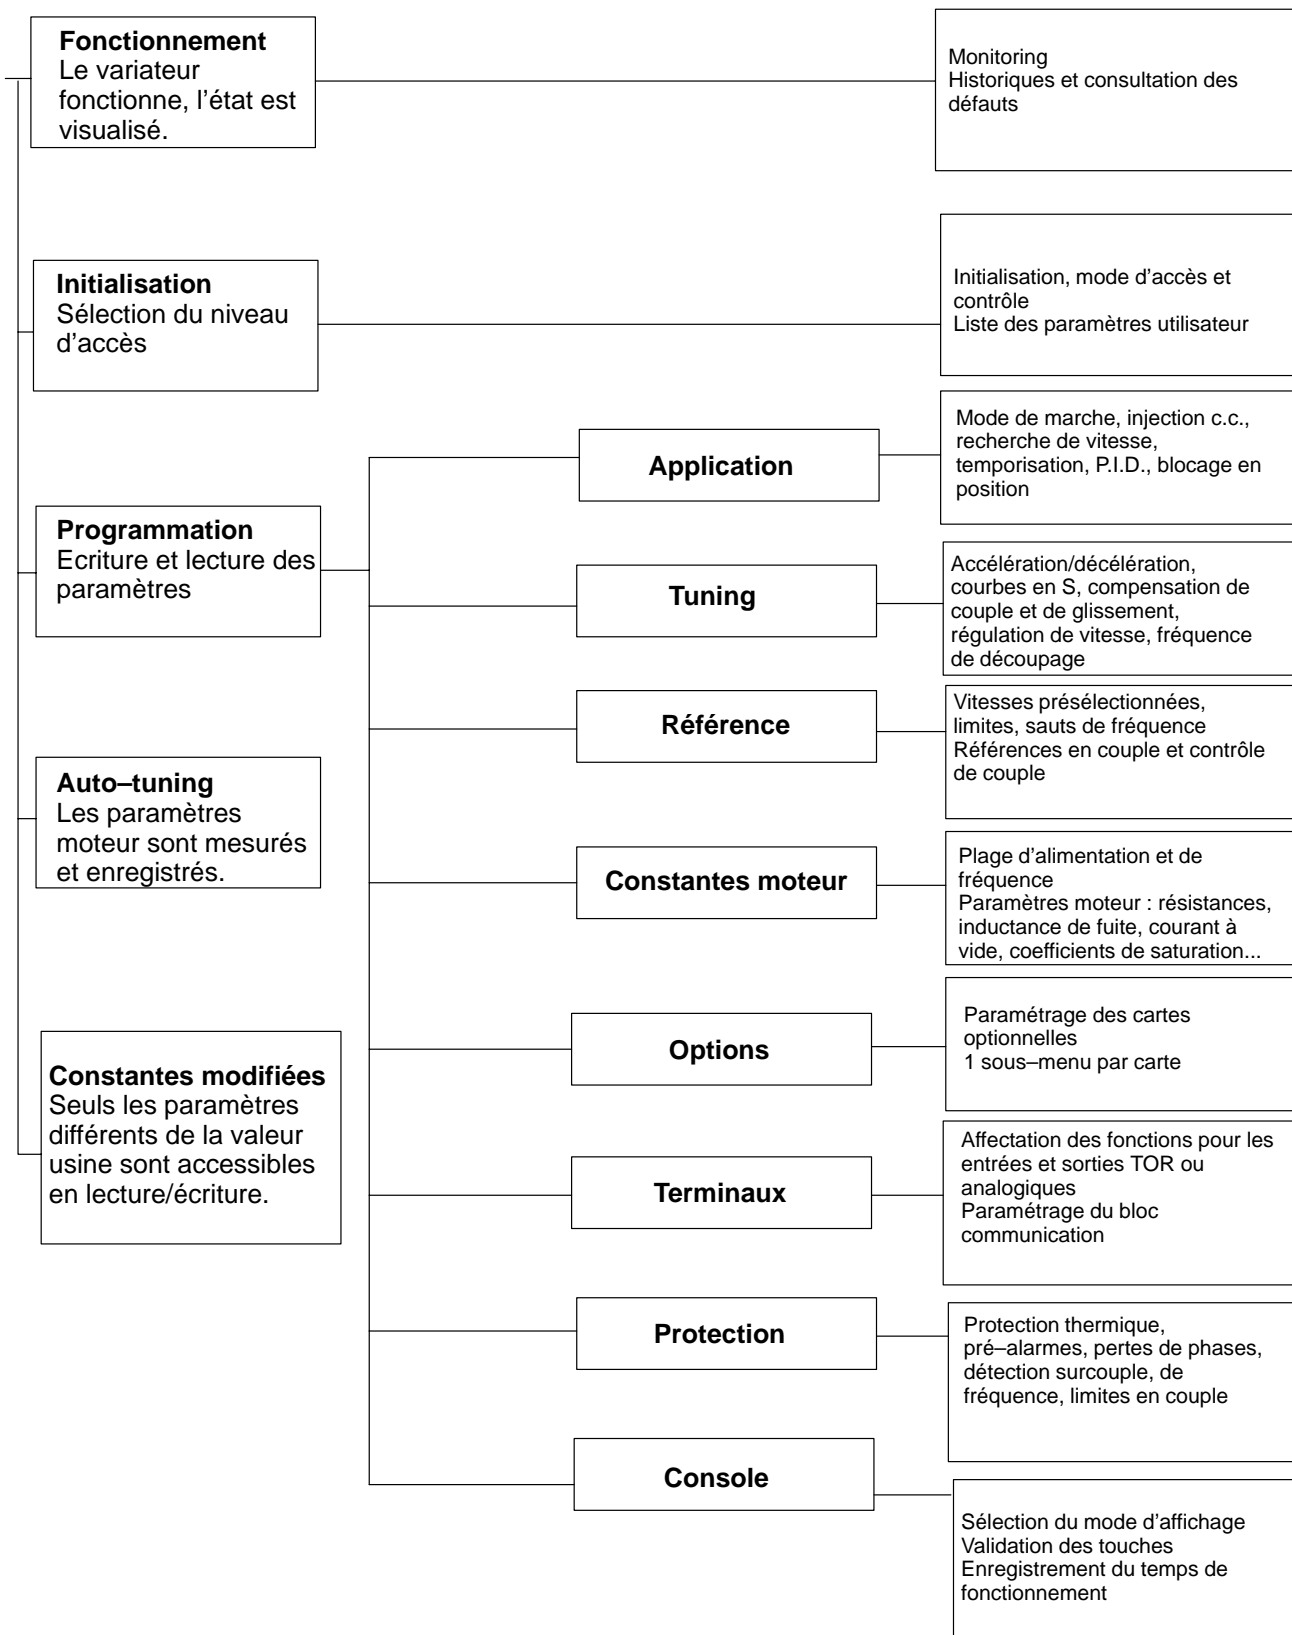 Fonctionnement
Le variateur
fonctionne, l’état est
visualisé.
Monitoring
Historiques et consultation des
défauts
Initialisation
Sélection du niveau
d’accès
Initialisation, mode d’accès et
contrôle
Liste des paramètres utilisateur
Programmation
Ecriture et lecture des
paramètres
Application
Mode de marche, injection c.c.,
recherche de vitesse,
temporisation, P.I.D., blocage en
position
Tuning
Accélération/décélération,
courbes en S, compensation de
couple et de glissement,
régulation de vitesse, fréquence
de découpage
Référence
Vitesses présélectionnées,
limites, sauts de fréquence
Références en couple et contrôle
de couple
Auto–tuning
Les paramètres
moteur sont mesurés
et enregistrés.
Constantes moteur
Plage d’alimentation et de
fréquence
Paramètres moteur : résistances,
inductance de fuite, courant à
vide, coefficients de saturation...
Options
Paramétrage des cartes
optionnelles
1 sous–menu par carte
Constantes modifiées
Seuls les paramètres
différents de la valeur
usine sont accessibles
en lecture/écriture.
Terminaux
Affectation des fonctions pour les
entrées et sorties TOR ou
analogiques
Paramétrage du bloc
communication
Protection
Protection thermique,
pré–alarmes, pertes de phases,
détection surcouple, de
fréquence, limites en couple
Console
Sélection du mode d’affichage
Validation des touches
Enregistrement du temps de
fonctionnement